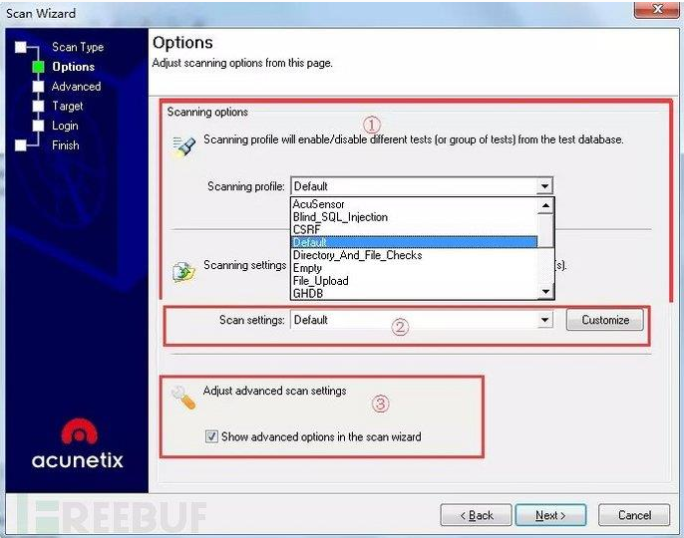 Scan Wizard
Scan Type
Options
Advanced
Target
Login
Finish
acunetix
Options
Adjust scanning options from this page.
Scanning options
①
Scanning profile will enable/disable different tests (or group of tests) from the test database.
Scanning profile: Default
AcuSensor
Blind_SQL_Injection
CSRF
Default
Directory_And_File_Checks
Empty
File_Upload
GHDB
Scanning settings s).
Scan settings: Default ② Customize
Adjust advanced scan settings
③
Show advanced options in the scan wizard
< Back Next > Cancel
FREEBUF